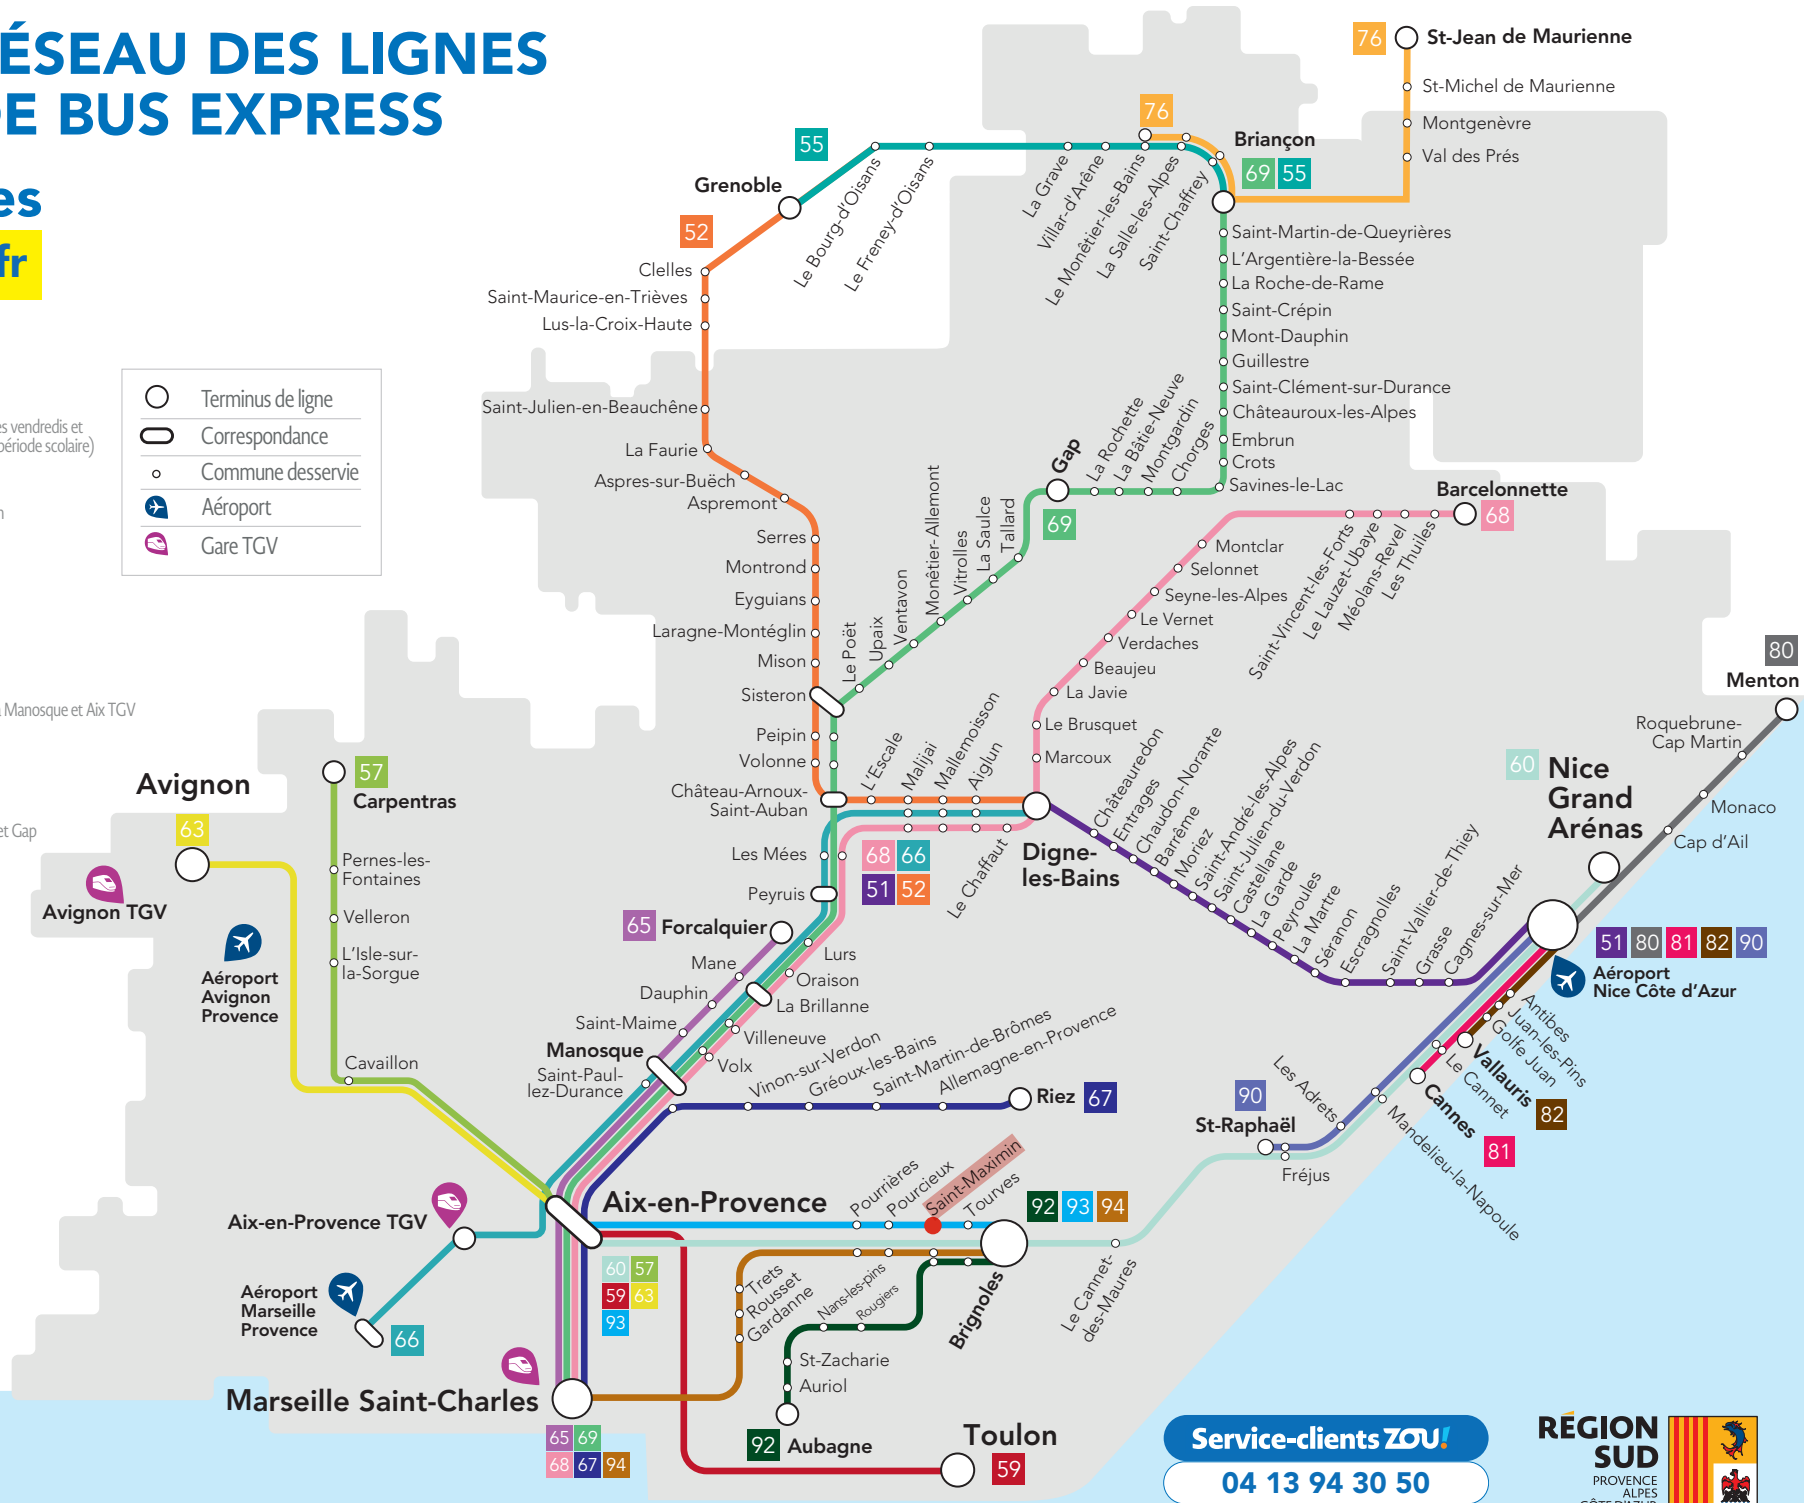 ÉSEAU DES LIGNES
DE BUS EXPRESS
es
fr
es vendredis et
période scolaire)
n
à Manosque et Aix TGV
et Gap
Terminus de ligne
Correspondance
Commune desservie
Aéroport
Gare TGV
76
St-Jean de Maurienne
St-Michel de Maurienne
Montgenèvre
Val des Prés
76
Briançon
69 55
55
Grenoble
52
Le Bourg-d'Oisans
Le Freney-d'Oisans
La Grave
Villar-d'Arêne
Le Monêtier-les-Bains
La Salle-les-Alpes
Saint-Chaffrey
Clelles
Saint-Maurice-en-Trièves
Lus-la-Croix-Haute
Saint-Julien-en-Beauchêne
La Faurie
Aspres-sur-Buëch
Aspremont
Serres
Montrond
Eyguians
Laragne-Montéglin
Mison
Sisteron
Peipin
Volonne
Château-Arnoux-
Saint-Auban
Les Mées
Peyruis
Saint-Martin-de-Queyrières
L'Argentière-la-Bessée
La Roche-de-Rame
Saint-Crépin
Mont-Dauphin
Guillestre
Saint-Clément-sur-Durance
Châteauroux-les-Alpes
Embrun
Crots
Savines-le-Lac
Gap
69
La Rochette
La Bâtie-Neuve
Montgardin
Chorges
Le Poët
Upaix
Ventavon
Monêtier-Allemont
Vitrolles
La Saulce
Tallard
Barcelonnette
68
Saint-Vincent-les-Forts
Le Lauzet-Ubaye
Méolans-Revel
Les Thuiles
Montclar
Selonnet
Seyne-les-Alpes
Le Vernet
Verdaches
Beaujeu
La Javie
Le Brusquet
Marcoux
L'Escale
Malijai
Mallemoisson
Aiglun
68 66
51 52
Le Chaffaut
Digne-
les-Bains
Châteauredon
Entrages
Chaudon-Norante
Barrême
Moriez
Saint-André-les-Alpes
Saint-Julien-du-Verdon
Castellane
La Garde
Peyroules
La Martre
Séranon
Escragnolles
Saint-Vallier-de-Thiey
Grasse
Cagnes-sur-Mer
80
Menton
Roquebrune-
Cap Martin
Monaco
Cap d'Ail
60
Nice
Grand
Arénas
51 80 81 82 90
Aéroport
Nice Côte d'Azur
Antibes
Juan-les-Pins
Golfe Juan
Vallauris
82
Le Cannet
Cannes
81
Mandelieu-la-Napoule
Les Adrets
90
St-Raphaël
Fréjus
Avignon
63
57
Carpentras
Avignon TGV
Aéroport
Avignon
Provence
Pernes-les-
Fontaines
Velleron
L'Isle-sur-
la-Sorgue
Cavaillon
65
Forcalquier
Mane
Dauphin
Saint-Maime
Manosque
Saint-Paul-
lez-Durance
Lurs
Oraison
La Brillanne
Villeneuve
Volx
Vinon-sur-Verdon
Gréoux-les-Bains
Saint-Martin-de-Brômes
Allemagne-en-Provence
Riez
67
Aix-en-Provence
Aix-en-Provence TGV
Aéroport
Marseille
Provence
66
60 57
59 63
93
Pourrières
Pourcieux
Saint-Maximin
Tourves
92 93 94
Brignoles
Trets
Rousset
Gardanne
Nans-les-pins
Rougiers
St-Zacharie
Auriol
92
Aubagne
Le Cannet-
des-Maures
Marseille Saint-Charles
65 69
68 67 94
Toulon
59
Service-clients ZOU!
04 13 94 30 50
RÉGION
SUD
PROVENCE
ALPES
CÔTE D'AZUR